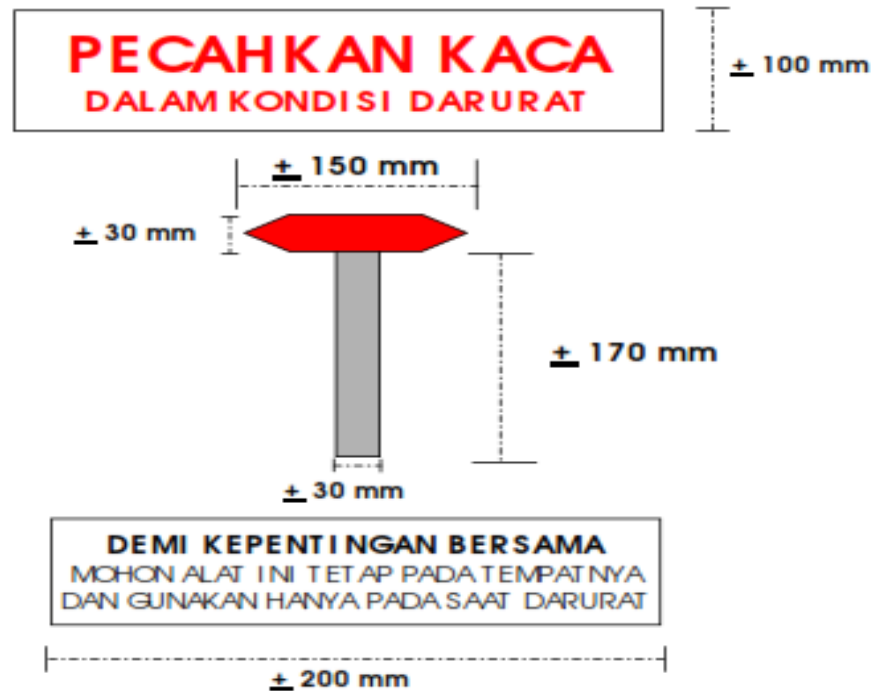 PECAHKAN KACA
DALAM KONDISI DARURAT
± 100 mm
± 150 mm
± 30 mm
± 170 mm
± 30 mm
DEMI KEPENTINGAN BERSAMA
MOHON ALAT INI TETAP PADA TEMPATNYA
DAN GUNAKAN HANYA PADA SAAT DARURAT
± 200 mm